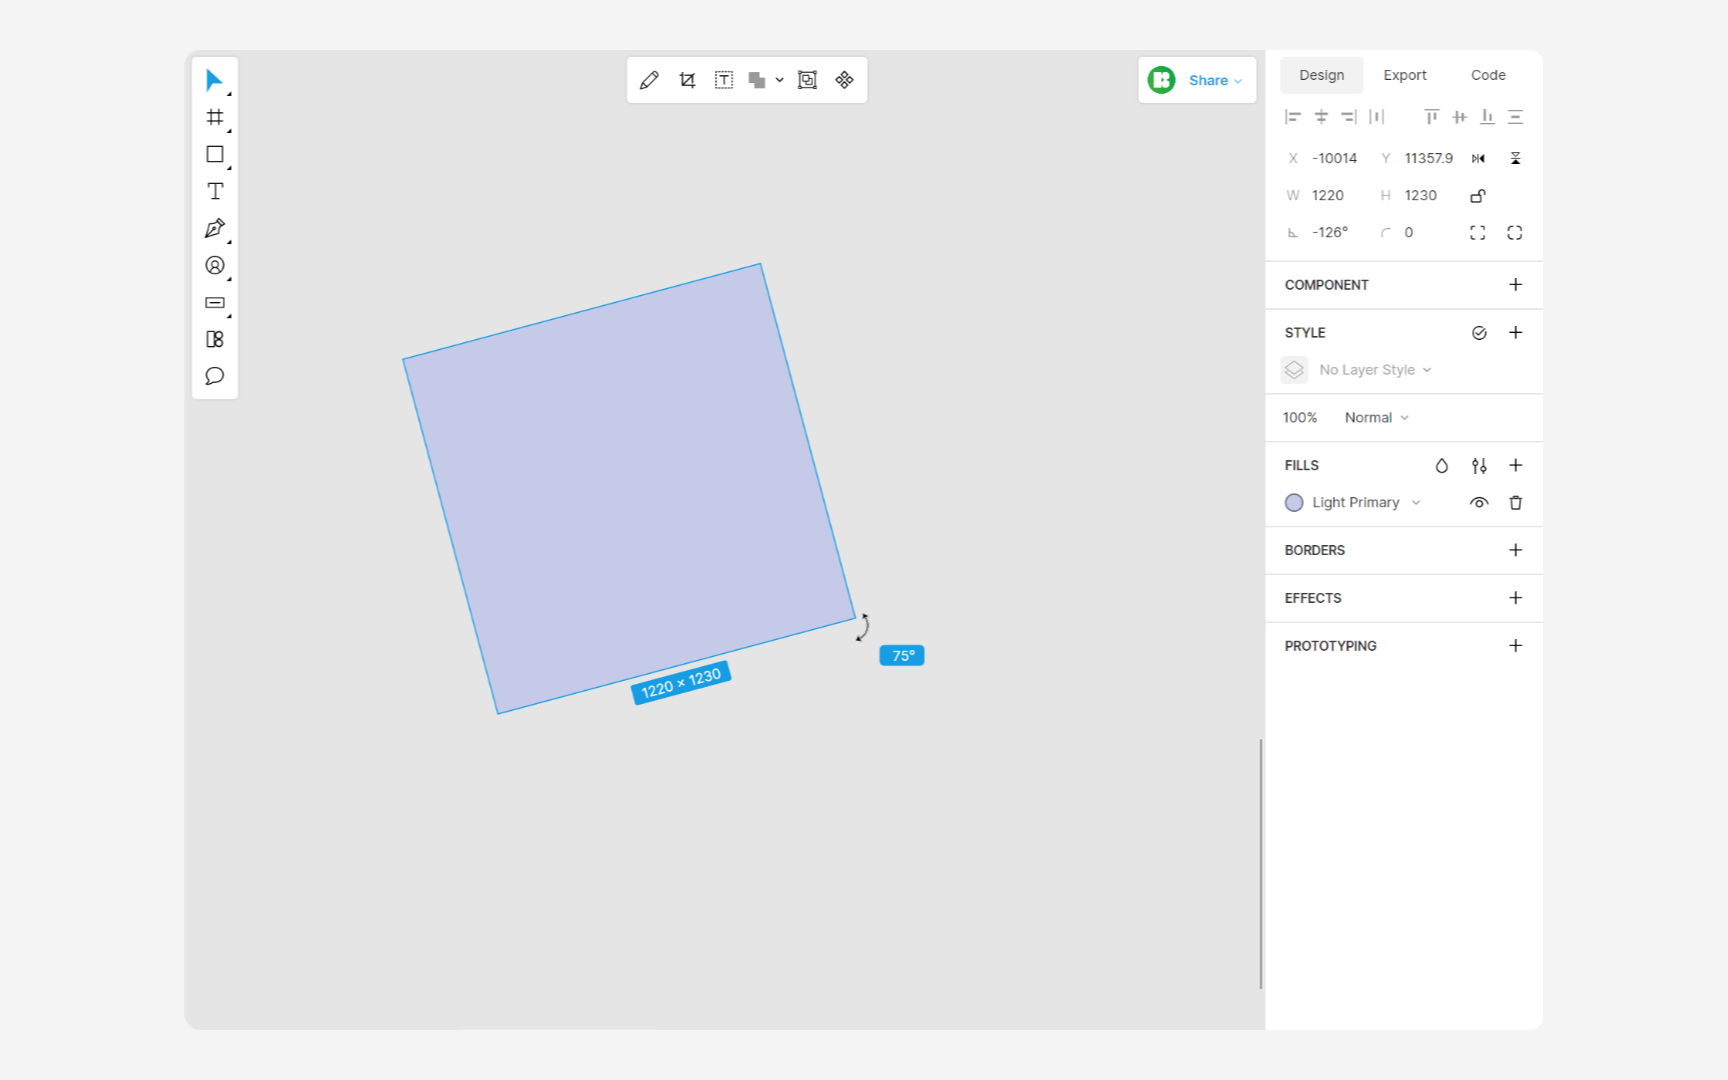 Share
Design Export Code
X -10014 Y 11357.9
W 1220 H 1230
-126° 0
COMPONENT
STYLE
No Layer Style
100% Normal
FILLS
Light Primary
BORDERS
EFFECTS
PROTOTYPING
75°
1220 × 1230